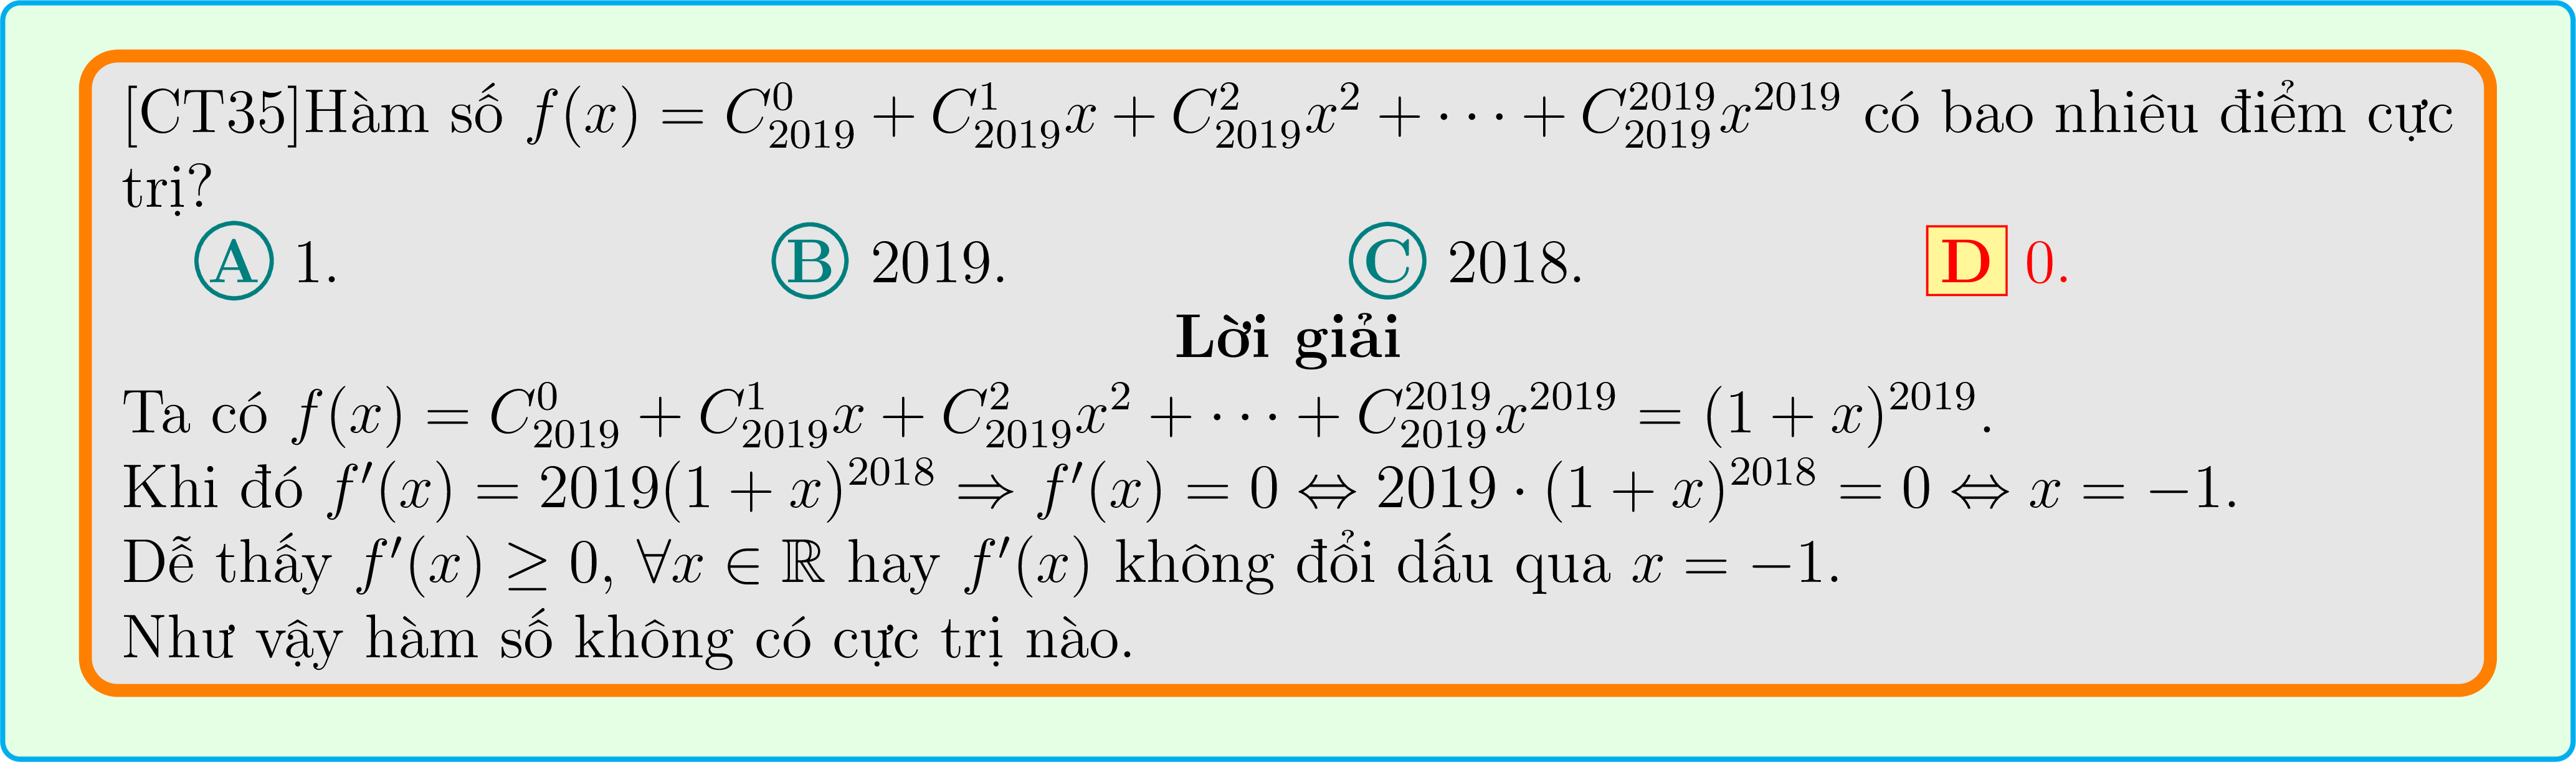 [CT35]Hàm số $f(x) = C_{2019}^{0} + C_{2019}^{1}x + C_{2019}^{2}x^{2} + \cdots + C_{2019}^{2019}x^{2019}$ có bao nhiêu điểm cực
trị?
A 1. B 2019. C 2018. D 0.
Lời giải
Ta có $f(x) = C_{2019}^{0} + C_{2019}^{1}x + C_{2019}^{2}x^{2} + \cdots + C_{2019}^{2019}x^{2019} = (1 + x)^{2019}$.
Khi đó $f'(x) = 2019(1 + x)^{2018} \Rightarrow f'(x) = 0 \Leftrightarrow 2019 \cdot (1 + x)^{2018} = 0 \Leftrightarrow x = -1$.
Dễ thấy $f'(x) \geq 0, \forall x \in \mathbb{R}$ hay $f'(x)$ không đổi dấu qua $x = -1$.
Như vậy hàm số không có cực trị nào.